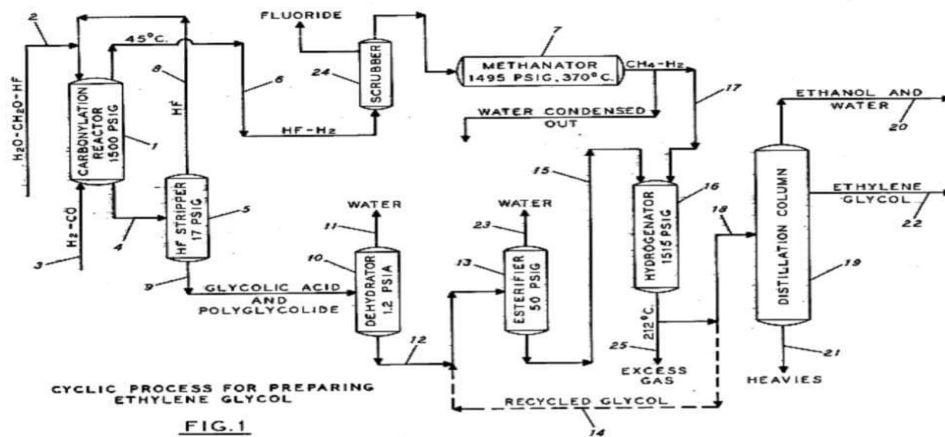 2
H2O-CH2O-HF
CARBONYLATION
REACTOR
1500 PSIG
1
H2-CO
3
4
45°C.
8
HF
HF STRIPPER
17 PSIG
5
9
6
HF-H2
FLUORIDE
24
SCRUBBER
7
METHANATOR
1495 PSIG, 370°C.
CH4-H2
17
WATER CONDENSED
OUT
GLYCOLIC ACID
AND
POLYGLYCOLIDE
WATER
11
10
DEHYDRATOR
1.2 PSIA
12
WATER
23
13
ESTERIFIER
50 PSIG
15
16
HYDROGENATOR
1515 PSIG
212°C.
25
EXCESS
GAS
RECYCLED GLYCOL
14
18
DISTILLATION COLUMN
19
ETHANOL AND
WATER
20
ETHYLENE
GLYCOL
22
21
HEAVIES
CYCLIC PROCESS FOR PREPARING
ETHYLENE GLYCOL
FIG.1